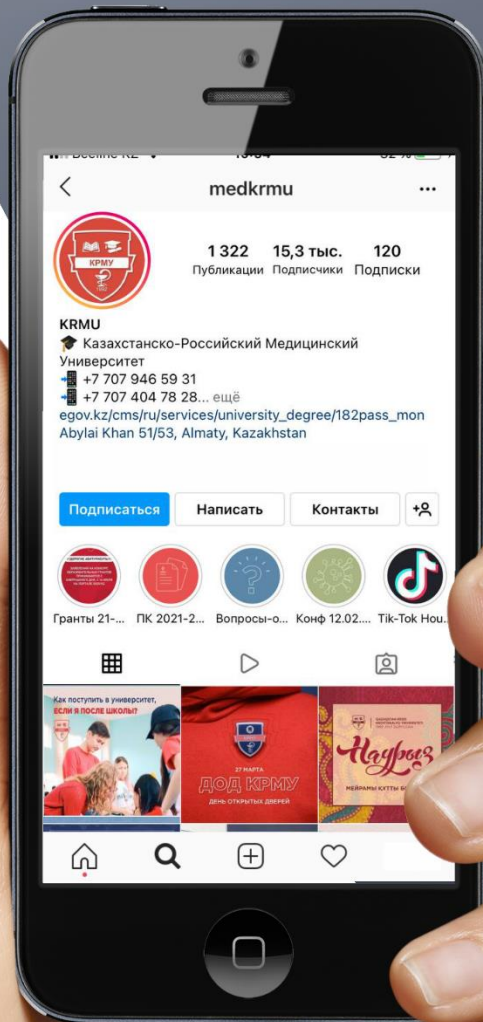 medkrmu
КРМУ
1 322 15,3 тыс. 120
Публикации Подписчики Подписки
KRMU
Казахстанско-Российский Медицинский
Университет
+7 707 946 59 31
+7 707 404 78 28... ещё
egov.kz/cms/ru/services/university_degree/182pass_mon
Abylai Khan 51/53, Almaty, Kazakhstan
Подписаться Написать Контакты
Гранты 21-... ПК 2021-2... Вопросы-о... Конф 12.02.... Tik-Tok Hou
Как поступить в университет,
ЕСЛИ Я ПОСЛЕ ШКОЛЫ?
27 МАРТА
ДОД КРМУ
ДЕНЬ ОТКРЫТЫХ ДВЕРЕЙ
Наурыз
МЕЙРАМЫ ҚҰТТЫ